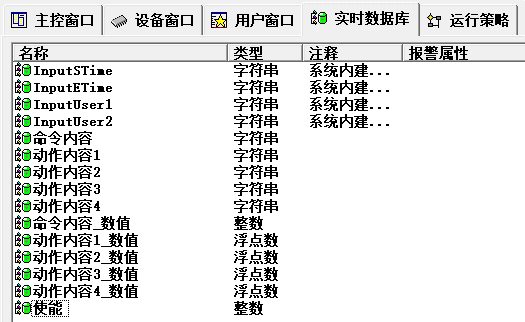 主控窗口 设备窗口 用户窗口 实时数据库 运行策略
名称 类型 注释 报警属性
InputSTime 字符串 系统内建...
InputETime 字符串 系统内建...
InputUser1 字符串 系统内建...
InputUser2 字符串 系统内建...
命令内容 字符串
动作内容1 字符串
动作内容2 字符串
动作内容3 字符串
动作内容4 字符串
命令内容_数值 整数
动作内容1_数值 浮点数
动作内容2_数值 浮点数
动作内容3_数值 浮点数
动作内容4_数值 浮点数
使能 整数